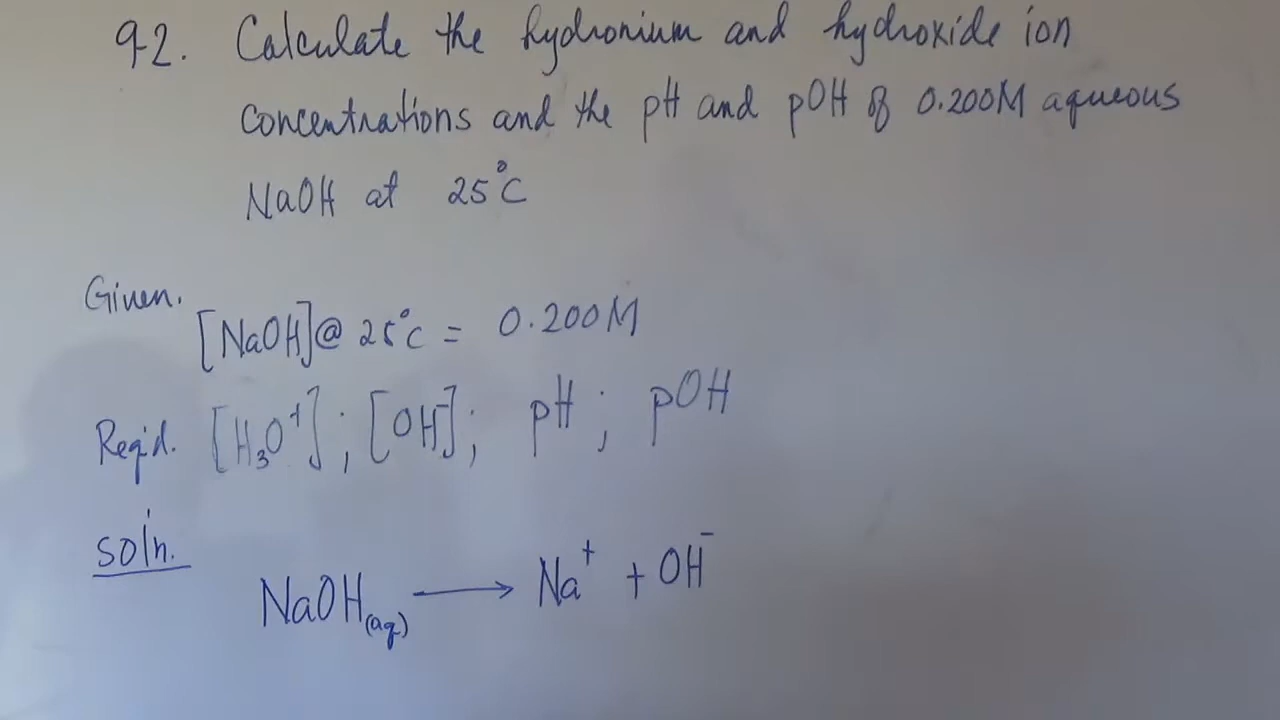 92. Calculate the hydronium and hydroxide ion
concentrations and the pH and pOH of 0.200M aqueous
NaOH at 25°C
Given.
[NaOH]@ 25°C = 0.200M
Req'd. [H₃O⁺]; [OH⁻]; pH; pOH
soln.
NaOH(aq) → Na⁺ + OH⁻